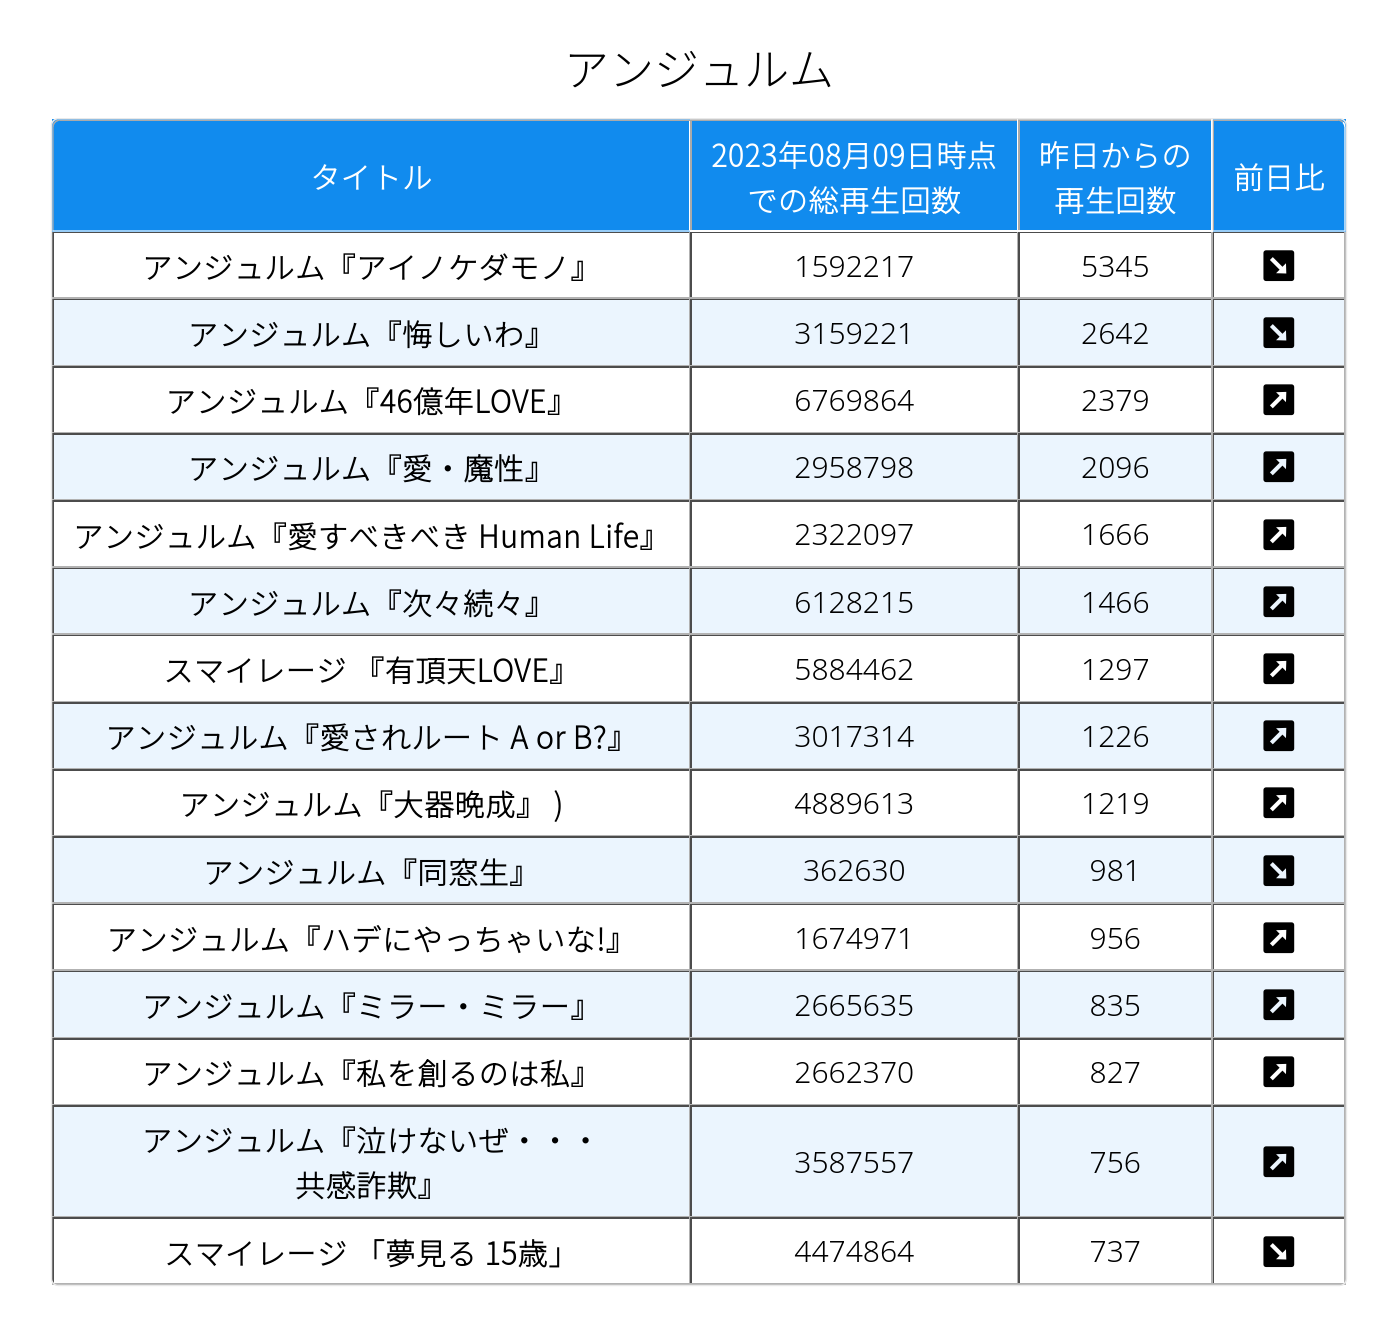 アンジュルム
タイトル 2023年08月09日時点での総再生回数 昨日からの再生回数 前日比
アンジュルム『アイノケダモノ』 1592217 5345 ↘
アンジュルム『悔しいわ』 3159221 2642 ↘
アンジュルム『46億年LOVE』 6769864 2379 ↗
アンジュルム『愛・魔性』 2958798 2096 ↗
アンジュルム『愛すべきべき Human Life』 2322097 1666 ↗
アンジュルム『次々続々』 6128215 1466 ↗
スマイレージ 『有頂天LOVE』 5884462 1297 ↗
アンジュルム『愛されルート A or B?』 3017314 1226 ↗
アンジュルム『大器晩成』 ) 4889613 1219 ↗
アンジュルム『同窓生』 362630 981 ↘
アンジュルム『ハデにやっちゃいな!』 1674971 956 ↗
アンジュルム『ミラー・ミラー』 2665635 835 ↗
アンジュルム『私を創るのは私』 2662370 827 ↗
アンジュルム『泣けないぜ・・・共感詐欺』 3587557 756 ↗
スマイレージ 「夢見る 15歳」 4474864 737 ↘